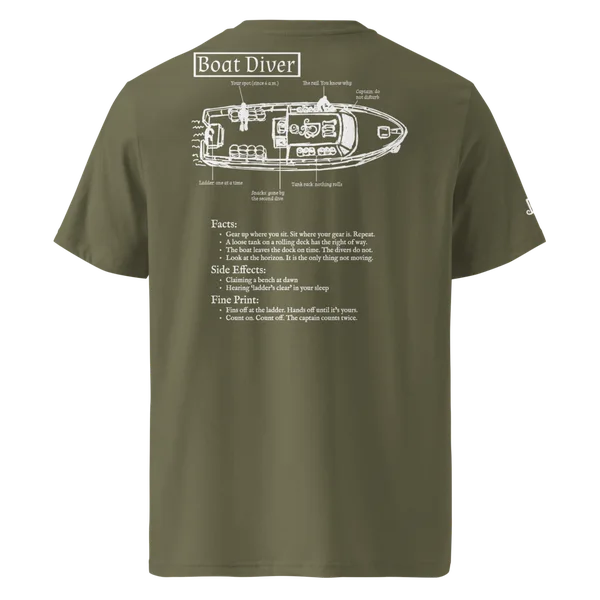 Boat Diver
Your spot (since 6 a.m.)
The rail. You know why.
Captain: do
not disturb
Ladder: one at a time
Snacks: gone by
the second dive
Tank rack: nothing rolls
Facts:
• Gear up where you sit. Sit where your gear is. Repeat.
• A loose tank on a rolling deck has the right of way.
• The boat leaves the dock on time. The divers do not.
• Look at the horizon. It is the only thing not moving.
Side Effects:
• Claiming a bench at dawn
• Hearing 'ladder's clear' in your sleep
Fine Print:
• Fins off at the ladder. Hands off until it's yours.
• Count on. Count off. The captain counts twice.